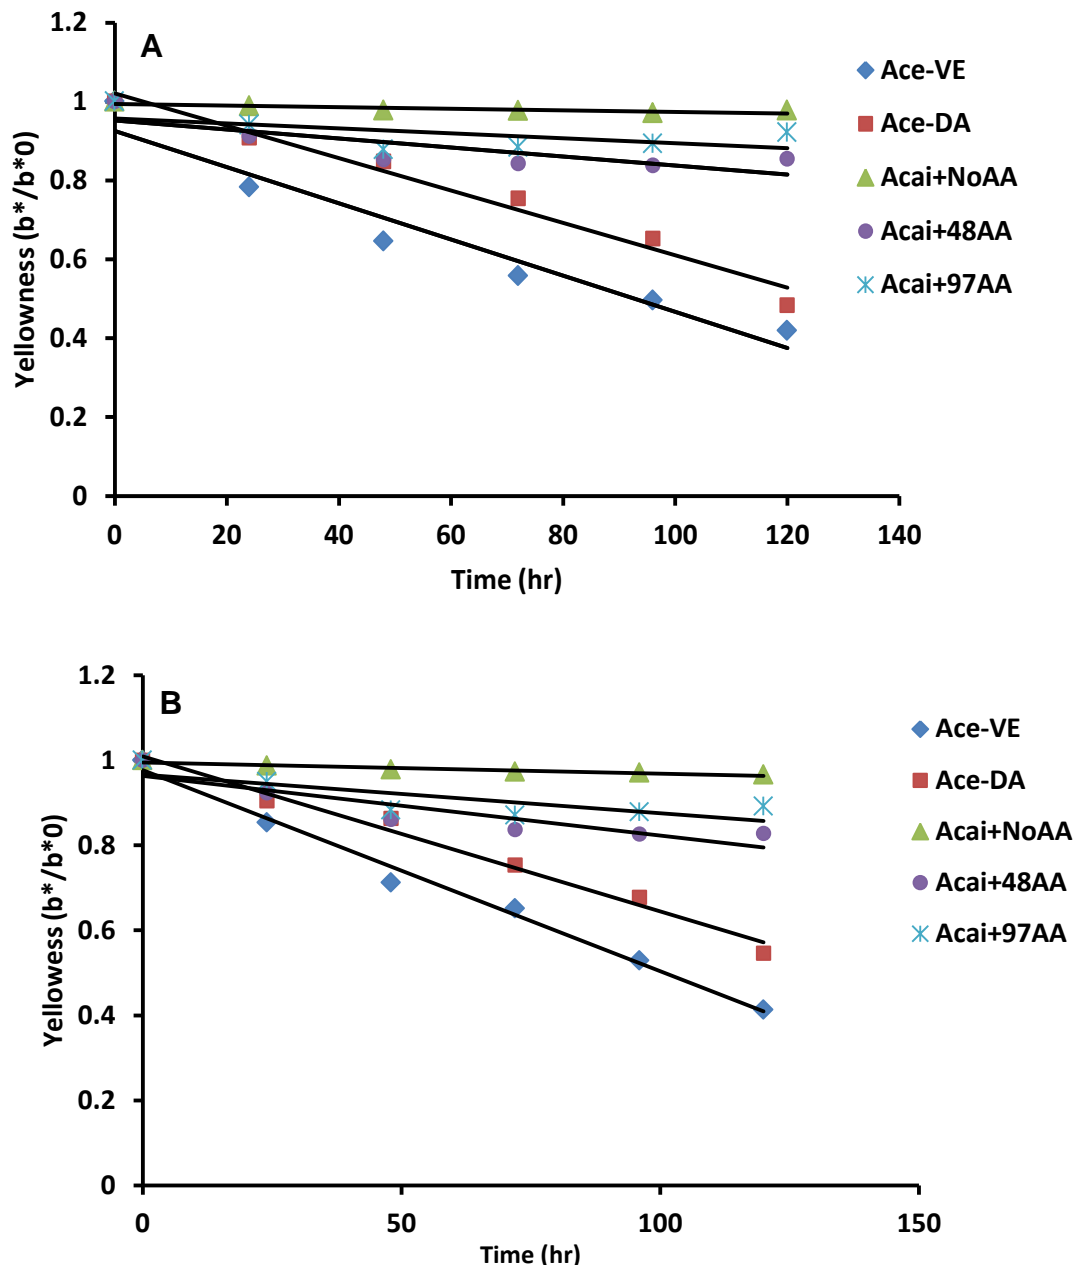 A
1.2
1
0.8
0.6
0.4
0.2
0
Yellowness (b*/b*0)
0 20 40 60 80 100 120 140
Time (hr)
Ace-VE
Ace-DA
Acai+NoAA
Acai+48AA
Acai+97AA
B
1.2
1
0.8
0.6
0.4
0.2
0
Yellowess (b*/b*0)
0 50 100 150
Time (hr)
Ace-VE
Ace-DA
Acai+NoAA
Acai+48AA
Acai+97AA